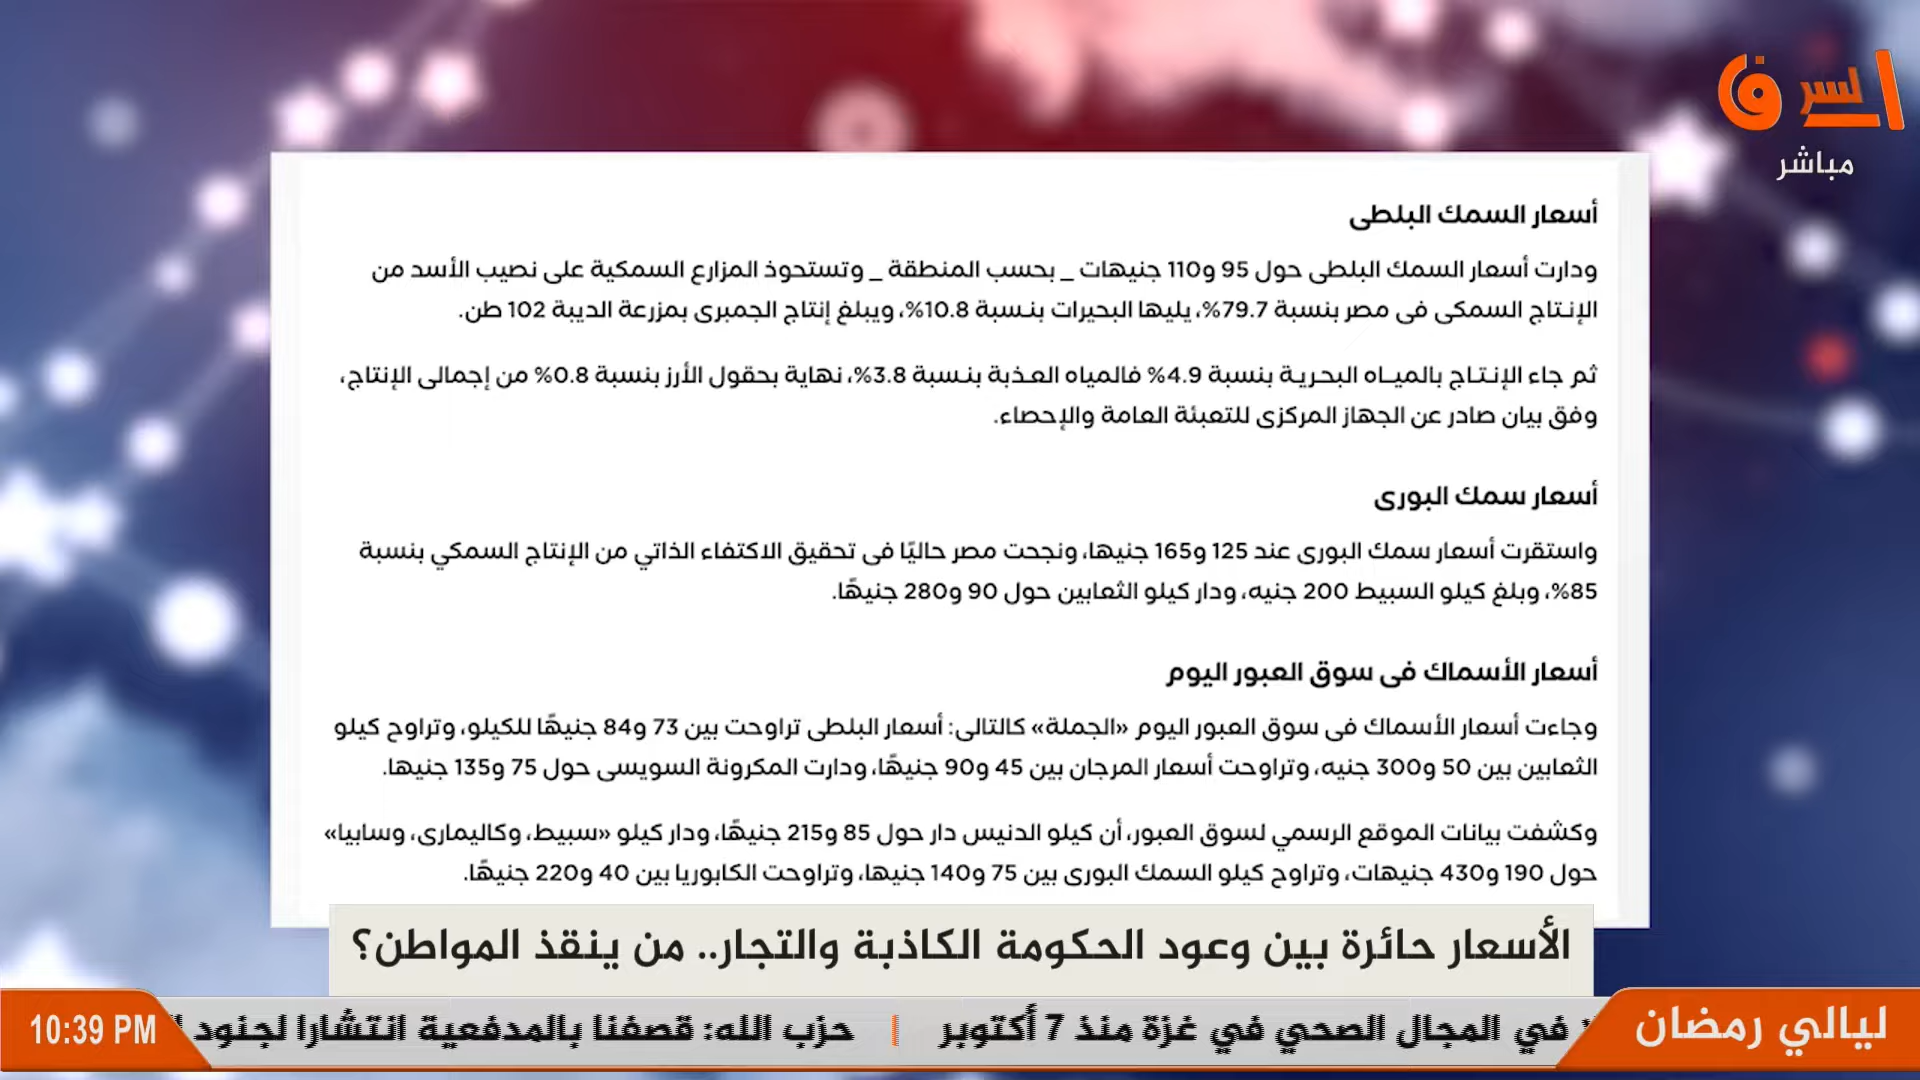 الشرق
مباشر
أسعار السمك البلطى
ودارت أسعار السمك البلطى حول 95 و110 جنيهات _ بحسب المنطقة _ وتستحوذ المزارع السمكية على نصيب الأسد من
الإنتاج السمكى فى مصر بنسبة 79.7%، يليها البحيرات بنسبة 10.8%، ويبلغ إنتاج الجمبرى بمزرعة الديبة 102 طن.
ثم جاء الإنتاج بالمياه البحرية بنسبة 4.9% فالمياه العذبة بنسبة 3.8%، نهاية بحقول الأرز بنسبة 0.8% من إجمالى الإنتاج،
وفق بيان صادر عن الجهاز المركزى للتعبئة العامة والإحصاء.
أسعار سمك البورى
واستقرت أسعار سمك البورى عند 125 و165 جنيها، ونجحت مصر حاليًا فى تحقيق الاكتفاء الذاتي من الإنتاج السمكي بنسبة
85%، وبلغ كيلو السبيط 200 جنيه، ودار كيلو الثعابين حول 90 و280 جنيهًا.
أسعار الأسماك فى سوق العبور اليوم
وجاءت أسعار الأسماك فى سوق العبور اليوم «الجملة» كالتالى: أسعار البلطى تراوحت بين 73 و84 جنيهًا للكيلو، وتراوح كيلو
الثعابين بين 50 و300 جنيه، وتراوحت أسعار المرجان بين 45 و90 جنيهًا، ودارت المكرونة السويسى حول 75 و135 جنيها.
وكشفت بيانات الموقع الرسمي لسوق العبور، أن كيلو الدنيس دار حول 85 و215 جنيهًا، ودار كيلو «سبيط، وكاليمارى، وسابيا»
حول 190 و430 جنيهات، وتراوح كيلو السمك البورى بين 75 و140 جنيها، وتراوحت الكابوريا بين 40 و220 جنيهًا.
الأسعار حائرة بين وعود الحكومة الكاذبة والتجار.. من ينقذ المواطن؟
ليالي رمضان
في المجال الصحي في غزة منذ 7 أكتوبر | حزب الله: قصفنا بالمدفعية انتشارا لجنود
10:39 PM